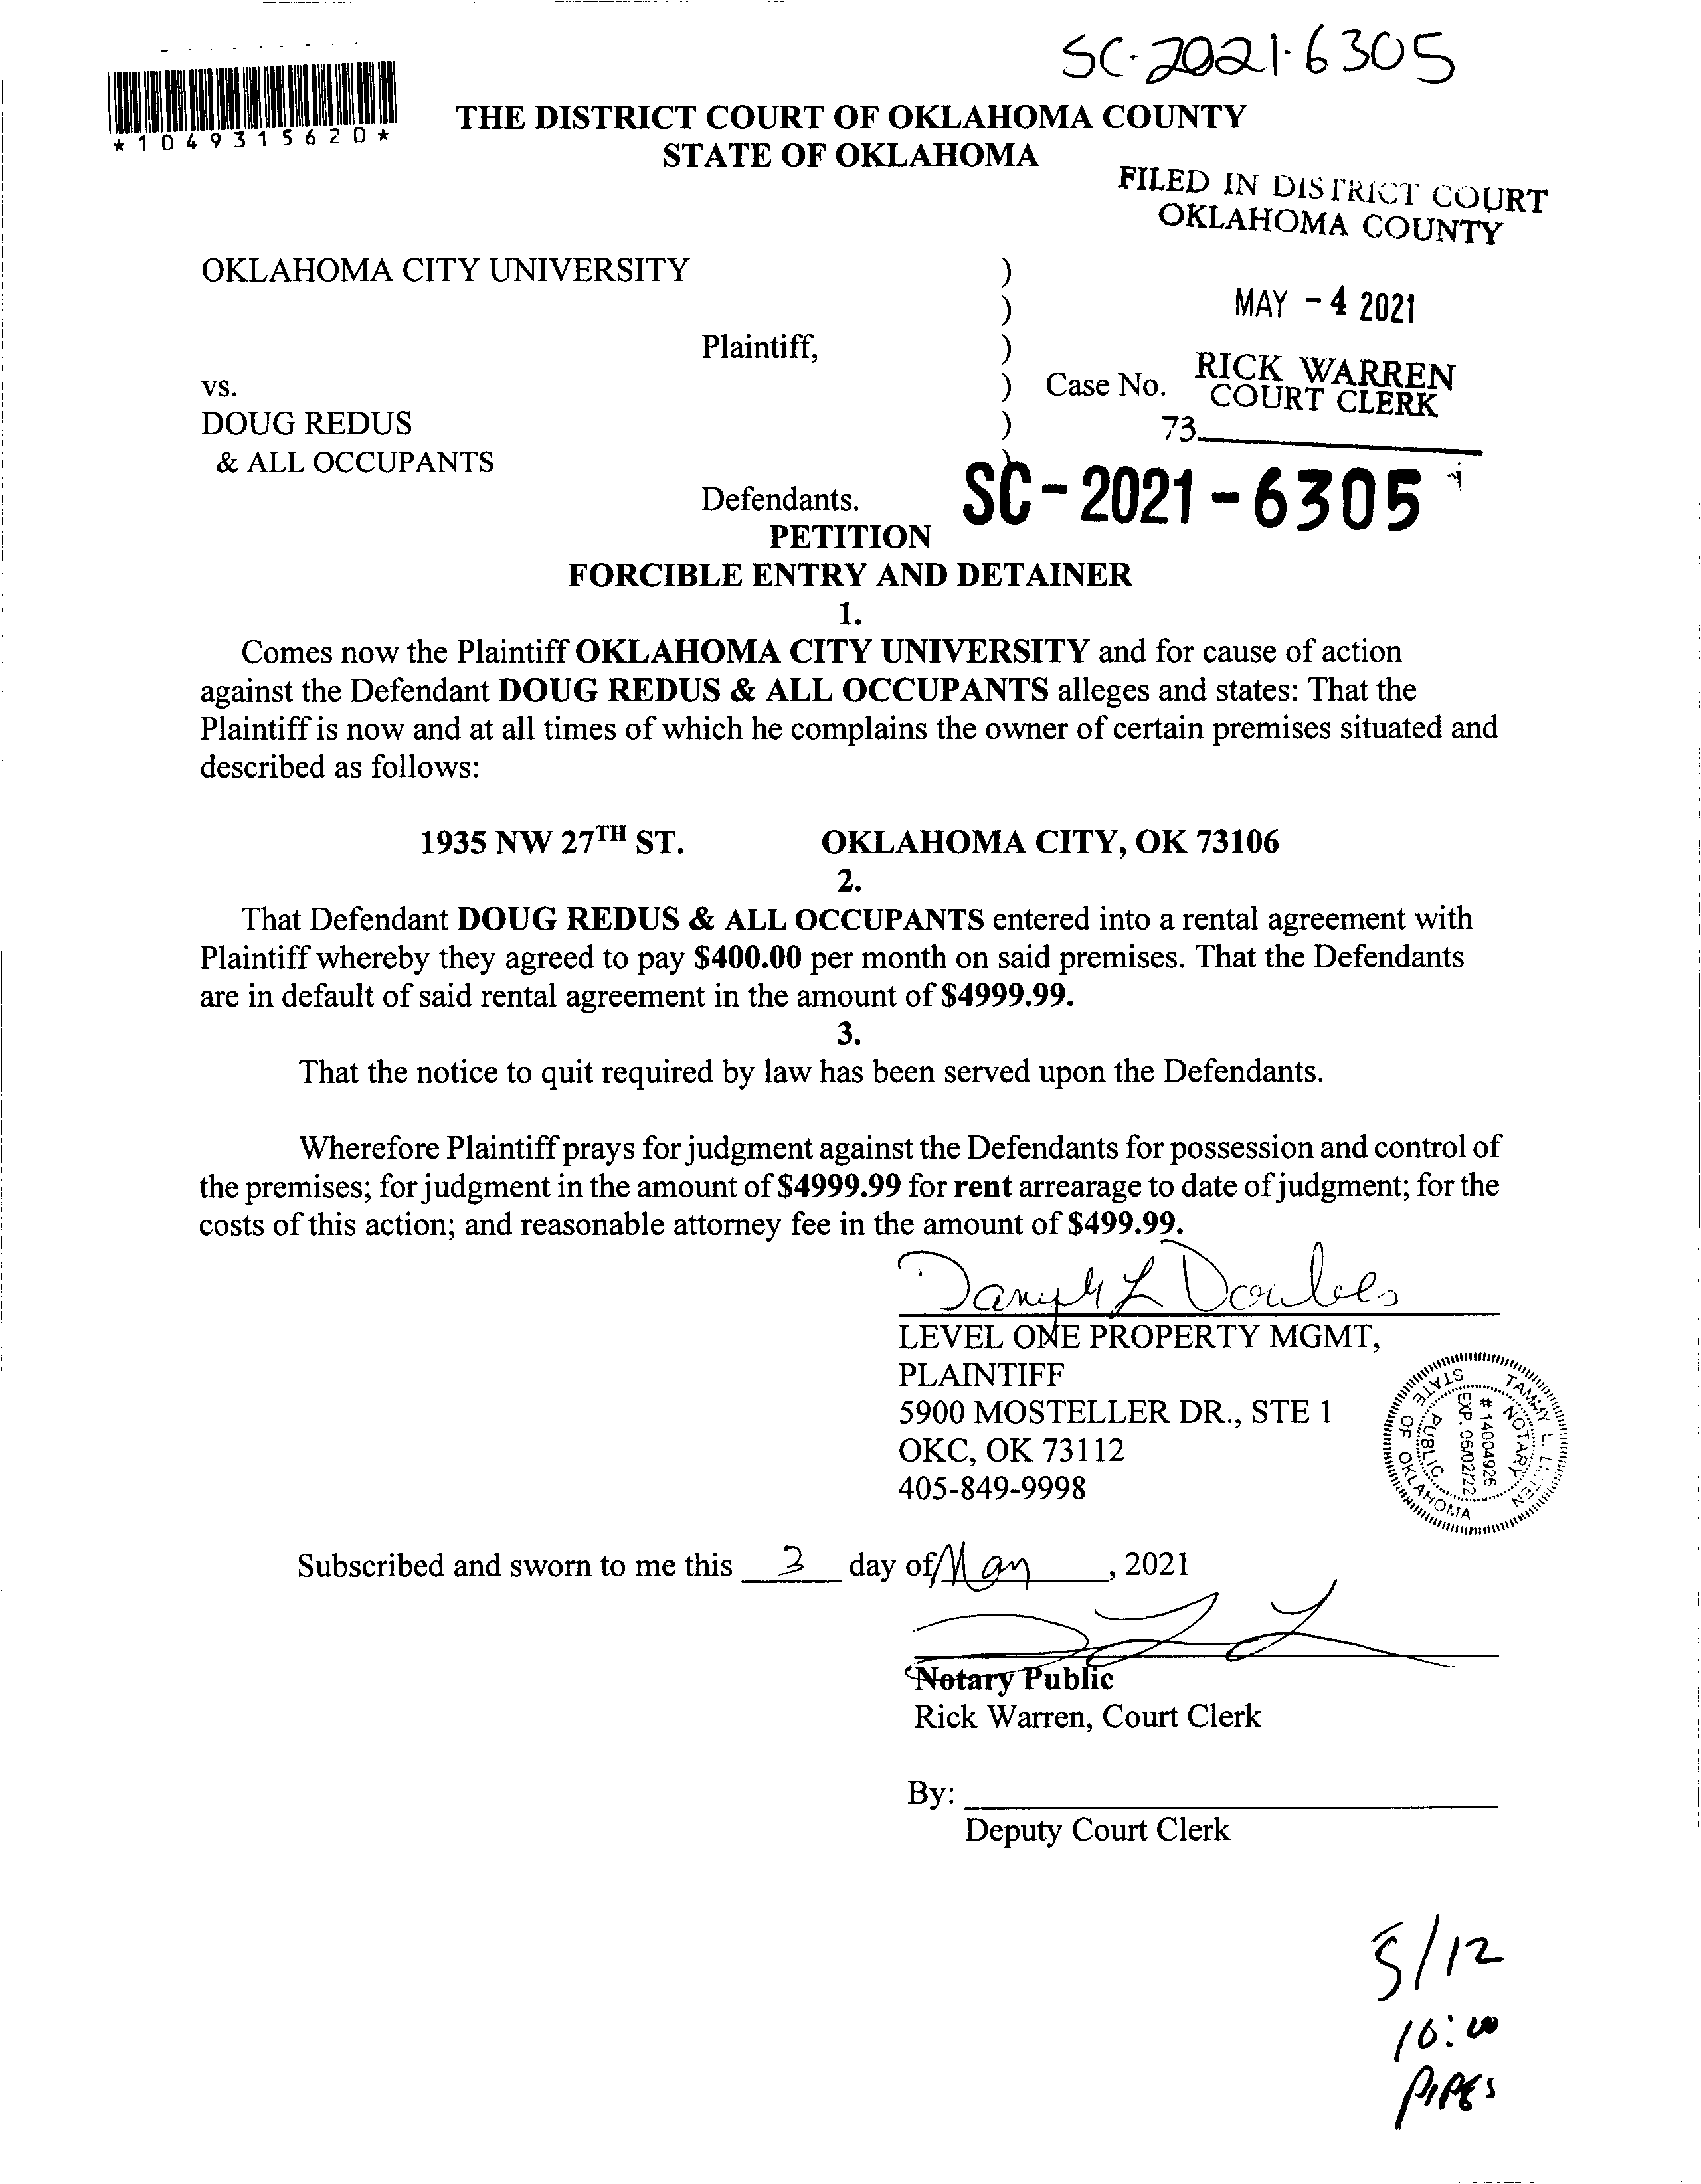 SC-2021-6305
*1049315620*
THE DISTRICT COURT OF OKLAHOMA COUNTY
STATE OF OKLAHOMA
FILED IN DISTRICT COURT
OKLAHOMA COUNTY
OKLAHOMA CITY UNIVERSITY )
) MAY - 4 2021
Plaintiff, )
vs. ) Case No. RICK WARREN
COURT CLERK
DOUG REDUS ) 73
& ALL OCCUPANTS )
Defendants. SC-2021-6305
PETITION
FORCIBLE ENTRY AND DETAINER
1.
Comes now the Plaintiff OKLAHOMA CITY UNIVERSITY and for cause of action
against the Defendant DOUG REDUS & ALL OCCUPANTS alleges and states: That the
Plaintiff is now and at all times of which he complains the owner of certain premises situated and
described as follows:
1935 NW 27TH ST. OKLAHOMA CITY, OK 73106
2.
That Defendant DOUG REDUS & ALL OCCUPANTS entered into a rental agreement with
Plaintiff whereby they agreed to pay $400.00 per month on said premises. That the Defendants
are in default of said rental agreement in the amount of $4999.99.
3.
That the notice to quit required by law has been served upon the Defendants.
Wherefore Plaintiff prays for judgment against the Defendants for possession and control of
the premises; for judgment in the amount of $4999.99 for rent arrearage to date of judgment; for the
costs of this action; and reasonable attorney fee in the amount of $499.99.
LEVEL ONE PROPERTY MGMT,
PLAINTIFF
5900 MOSTELLER DR., STE 1
OKC, OK 73112
405-849-9998
TAMMY L.
NOTARY
# 14004926
EXP. 06/02/22
PUBLIC
STATE OF OKLAHOMA
Subscribed and sworn to me this 3 day of May, 2021
Notary Public
Rick Warren, Court Clerk
By:
Deputy Court Clerk
5/12
10:00
PIPES